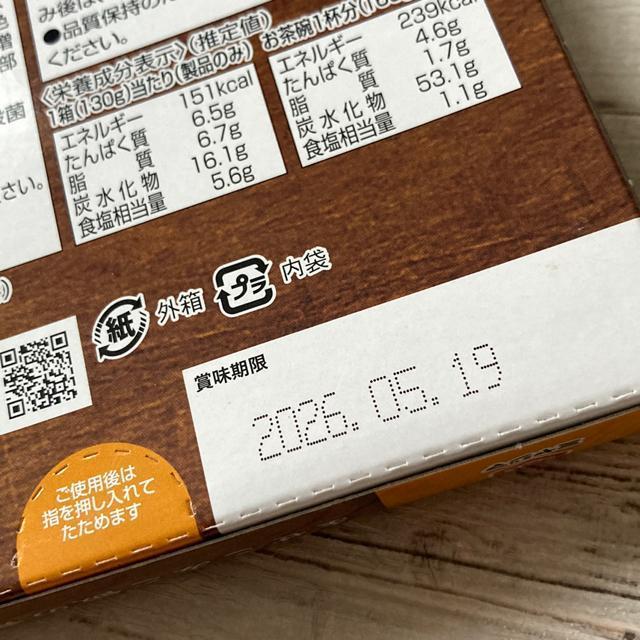 み後は
●品質保持のた
ください。
〈栄養成分表示〉(推定値)
1箱(130g)当たり(製品のみ)
エネルギー 151kcal
たんぱく質 6.5g
脂質 6.7g
炭水化物 16.1g
食塩相当量 5.6g
お茶碗1杯分
エネルギー 239kcal
たんぱく質 4.6g
脂質 1.7g
炭水化物 53.1g
食塩相当量 1.1g
さい。
紙 外箱 プラ 内袋
賞味期限
2026.05.19
ご使用後は
指を押し入れて
たためます